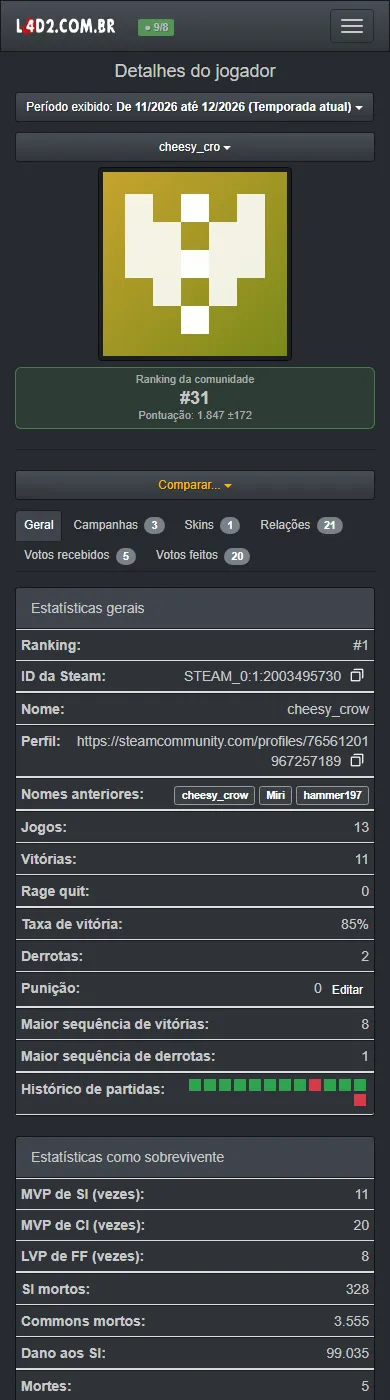 L4D2.COM.BR
● 9/8
Detalhes do jogador
Período exibido: De 11/2026 até 12/2026 (Temporada atual)
cheesy_cro
Ranking da comunidade
#31
Pontuação: 1.847 ±172
Comparar...
Geral Campanhas 3 Skins 1 Relações 21
Votos recebidos 5 Votos feitos 20
Estatísticas gerais
Ranking: #1
ID da Steam: STEAM_0:1:2003495730
Nome: cheesy_crow
Perfil: https://steamcommunity.com/profiles/76561201
967257189
Nomes anteriores: cheesy_crow Miri hammer197
Jogos: 13
Vitórias: 11
Rage quit: 0
Taxa de vitória: 85%
Derrotas: 2
Punição: 0 Editar
Maior sequência de vitórias: 8
Maior sequência de derrotas: 1
Histórico de partidas:
Estatísticas como sobrevivente
MVP de SI (vezes): 11
MVP de CI (vezes): 20
LVP de FF (vezes): 8
SI mortos: 328
Commons mortos: 3.555
Dano aos SI: 99.035
Mortes: 5